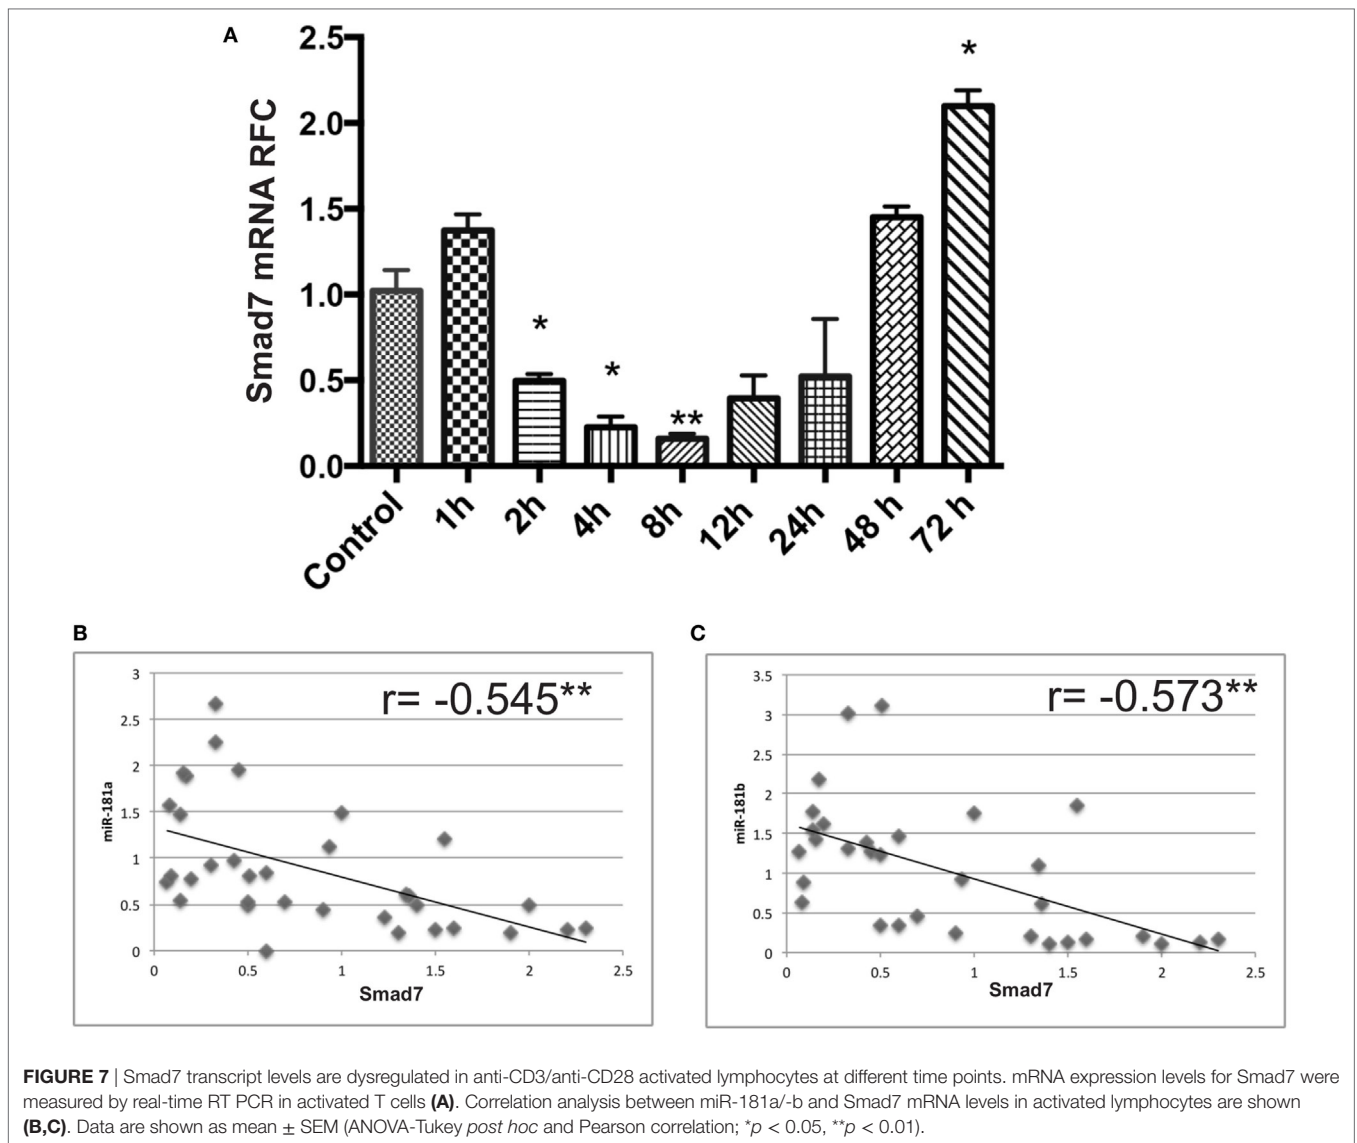 A
Smad7 mRNA RFC
2.5
2.0
1.5
1.0
0.5
0.0
*
*
**
*
Control
1h
2h
4h
8h
12h
24h
48 h
72 h
B
r= -0.545**
miR-181a
3
2.5
2
1.5
1
0.5
0
0
0.5
1
1.5
2
2.5
Smad7
C
r= -0.573**
miR-181b
3.5
3
2.5
2
1.5
1
0.5
0
0
0.5
1
1.5
2
2.5
Smad7
FIGURE 7 | Smad7 transcript levels are dysregulated in anti-CD3/anti-CD28 activated lymphocytes at different time points. mRNA expression levels for Smad7 were
measured by real-time RT PCR in activated T cells (A). Correlation analysis between miR-181a/-b and Smad7 mRNA levels in activated lymphocytes are shown
(B,C). Data are shown as mean ± SEM (ANOVA-Tukey post hoc and Pearson correlation; *p < 0.05, **p < 0.01).